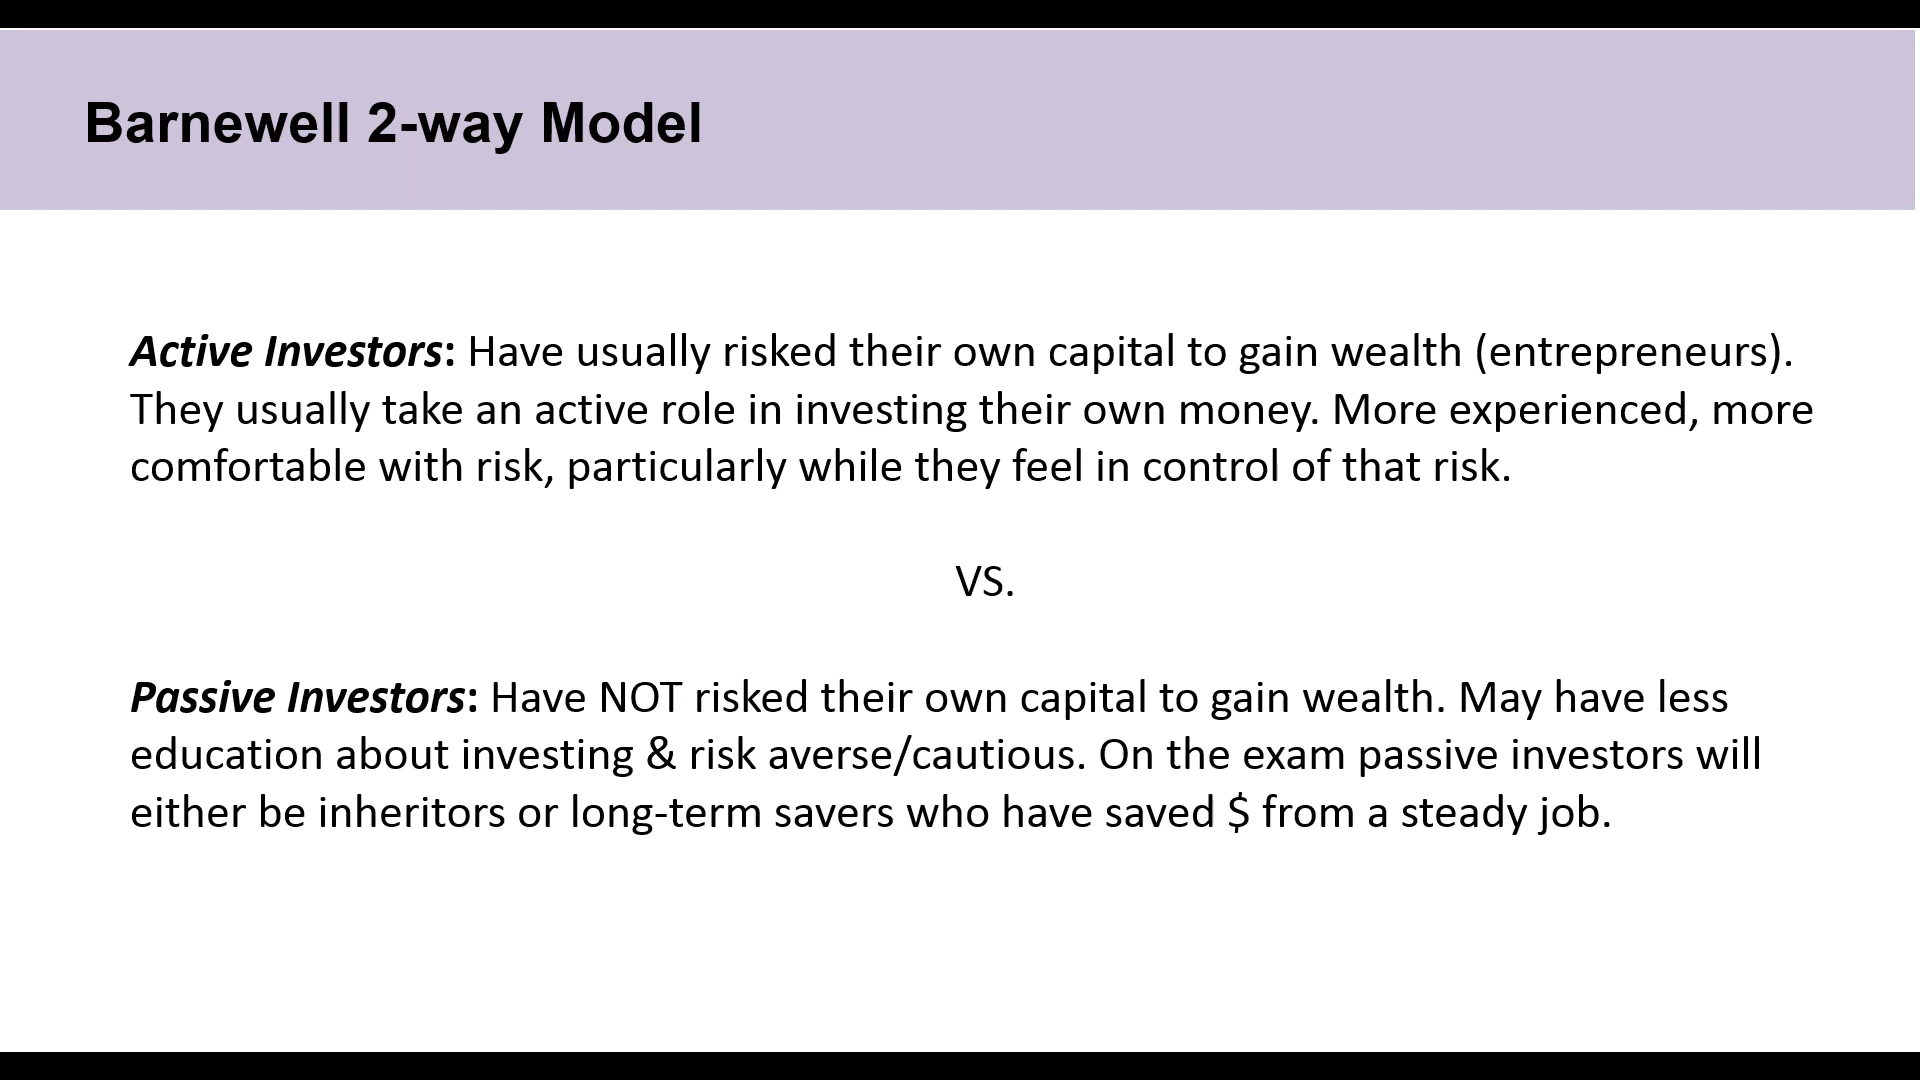 Barnewell 2-way Model
Active Investors: Have usually risked their own capital to gain wealth (entrepreneurs).
They usually take an active role in investing their own money. More experienced, more
comfortable with risk, particularly while they feel in control of that risk.
VS.
Passive Investors: Have NOT risked their own capital to gain wealth. May have less
education about investing & risk averse/cautious. On the exam passive investors will
either be inheritors or long-term savers who have saved $ from a steady job.